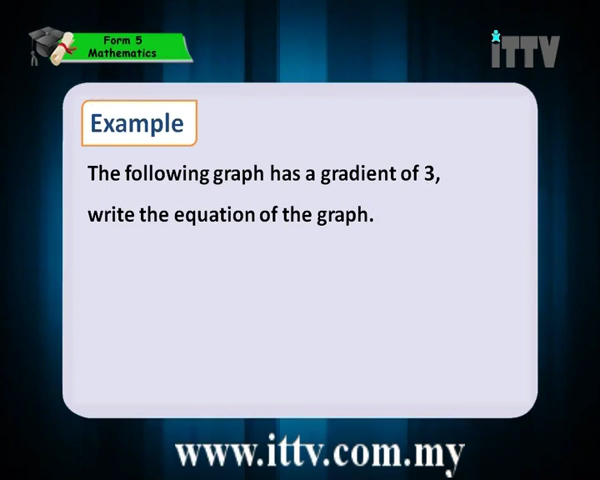 Form 5
Mathematics
iTTV
Example
The following graph has a gradient of 3,
write the equation of the graph.
www.ittv.com.my